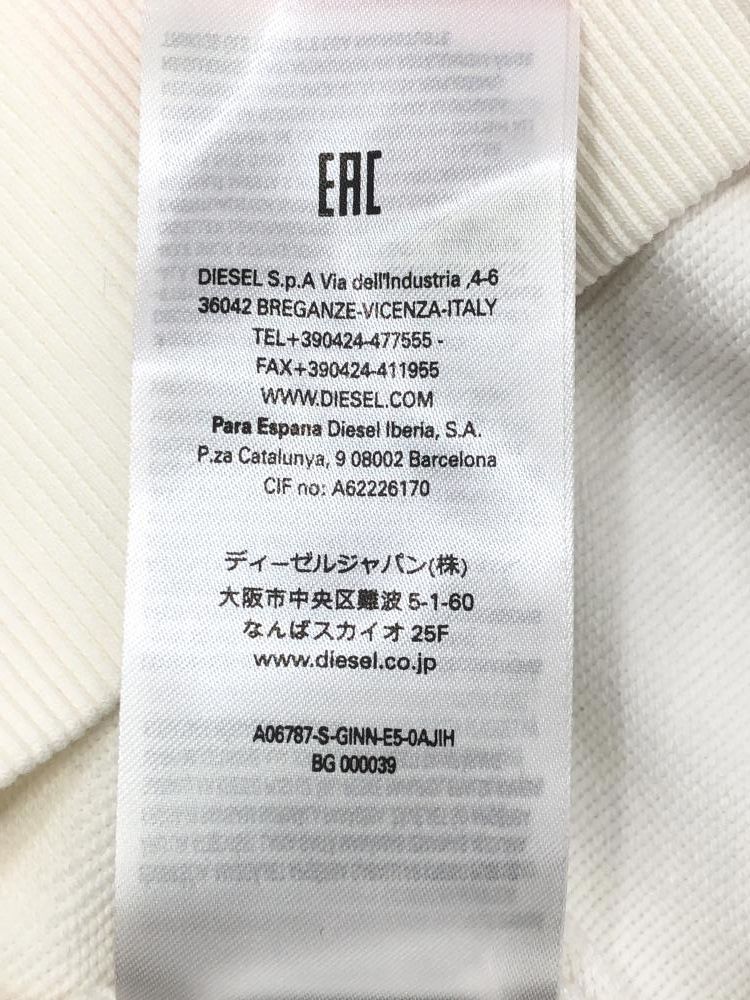 EAC
DIESEL S.p.A Via dell'Industria ,4-6
36042 BREGANZE-VICENZA-ITALY
TEL+390424-477555 -
FAX+390424-411955
WWW.DIESEL.COM
Para Espana Diesel Iberia, S.A.
P.za Catalunya, 9 08002 Barcelona
CIF no: A62226170
ディーゼルジャパン(株)
大阪市中央区難波 5-1-60
なんばスカイオ 25F
www.diesel.co.jp
A06787-S-GINN-E5-0AJIH
BG 000039